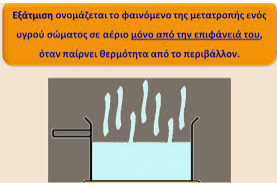 Εξάτμιση ονομάζεται το φαινόμενο της μετατροπής ενός
υγρού σώματος σε αέριο μόνο από την επιφάνειά του,
όταν παίρνει θερμότητα από το περιβάλλον.